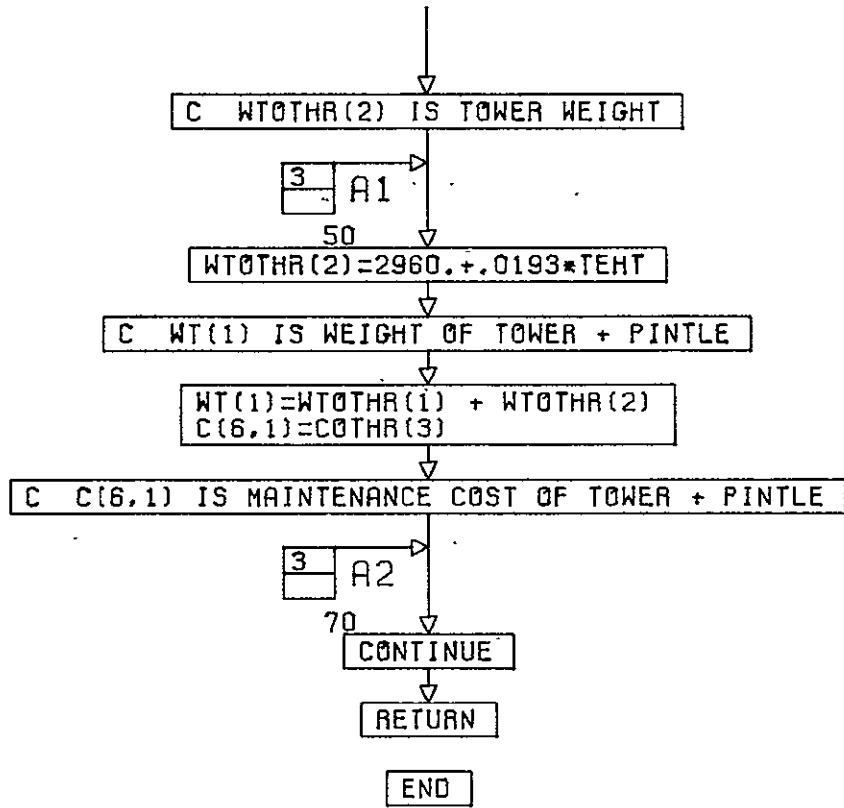 C  WTOTHR(2) IS TOWER WEIGHT
3
A1
50
WTOTHR(2)=2960.+.0193*TEHT
C  WT(1) IS WEIGHT OF TOWER + PINTLE
WT(1)=WTOTHR(1) + WTOTHR(2)
C(6,1)=COTHR(3)
C  C(6,1) IS MAINTENANCE COST OF TOWER + PINTLE
3
A2
70
CONTINUE
RETURN
END